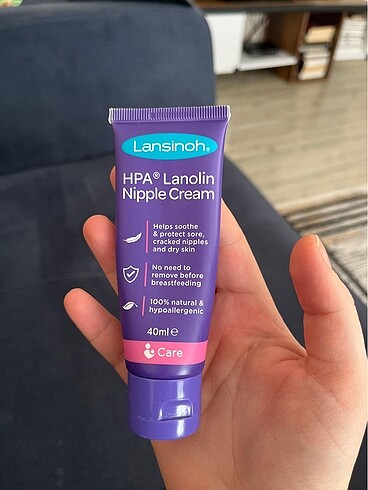 Lansinoh®
HPA® Lanolin
Nipple Cream
Helps soothe
& protect sore,
cracked nipples
and dry skin
No need to
remove before
breastfeeding
100% natural &
hypoallergenic
40ml ℮
Care